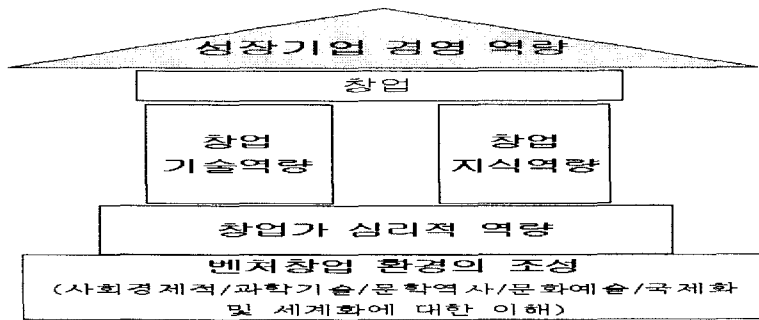 성장기업 경영 역량
창업
창업
기술역량
창업
지식역량
창업가 심리적 역량
벤처창업 환경의 조성
(사회경제적/과학기술/문학역사/문화예술/국제화
및 세계화에 대한 이해)